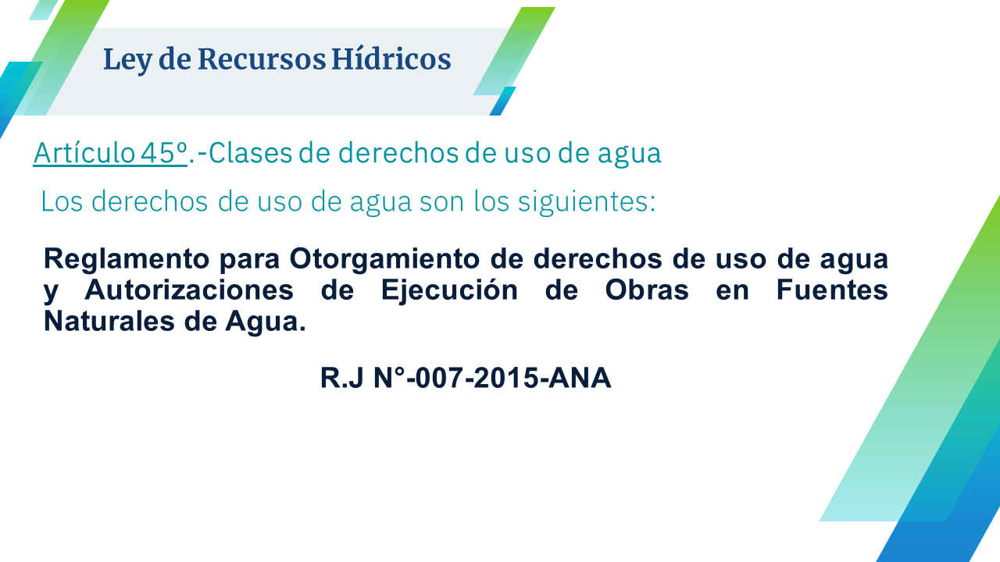 Ley de Recursos Hídricos
Artículo 45º.-Clases de derechos de uso de agua
Los derechos de uso de agua son los siguientes:
Reglamento para Otorgamiento de derechos de uso de agua
y Autorizaciones de Ejecución de Obras en Fuentes
Naturales de Agua.
R.J N°-007-2015-ANA